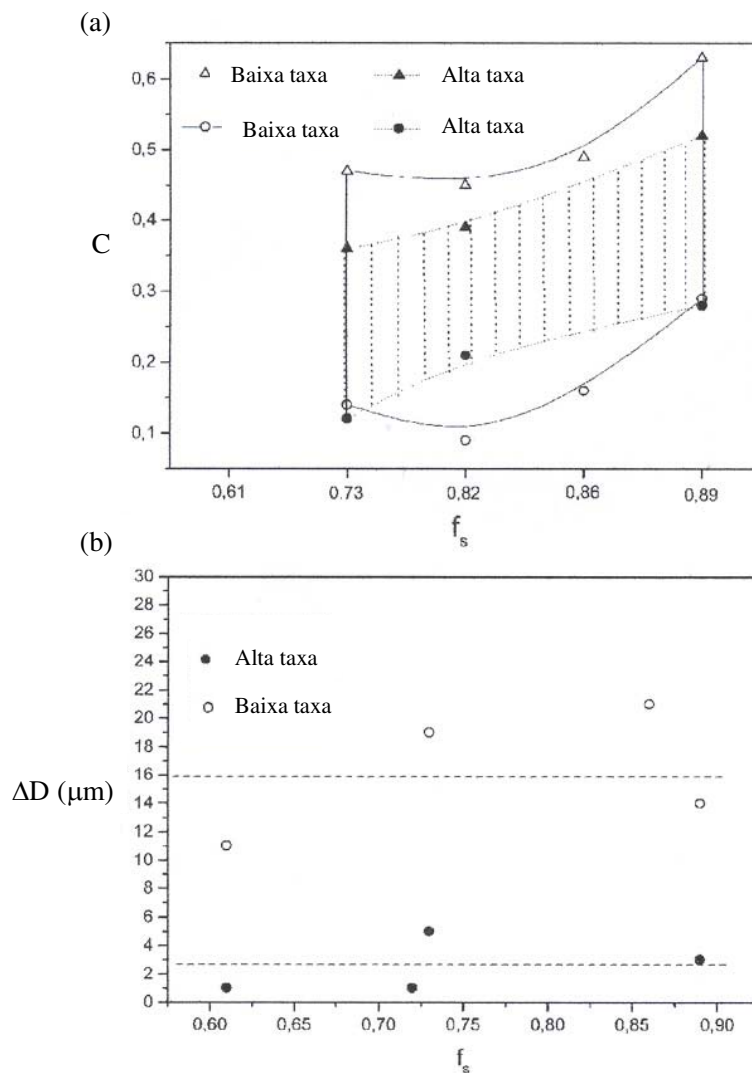 (a)
0,6
Baixa taxa Alta taxa
Baixa taxa Alta taxa
0,5
0,4
C
0,3
0,2
0,1
0,61 0,73 0,82 0,86 0,89
fs
(b)
30
28
26
24
Alta taxa
22
Baixa taxa
20
18
16
ΔD (μm)
14
12
10
8
6
4
2
0
0,60 0,65 0,70 0,75 0,80 0,85 0,90
fs